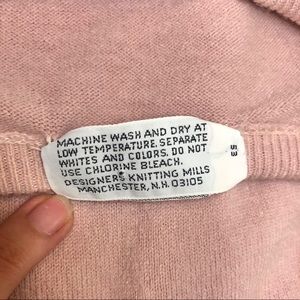 MACHINE WASH AND DRY AT
LOW TEMPERATURE. SEPARATE
WHITES AND COLORS. DO NOT
USE CHLORINE BLEACH.
DESIGNERS KNITTING MILLS
MANCHESTER, N.H. 03105